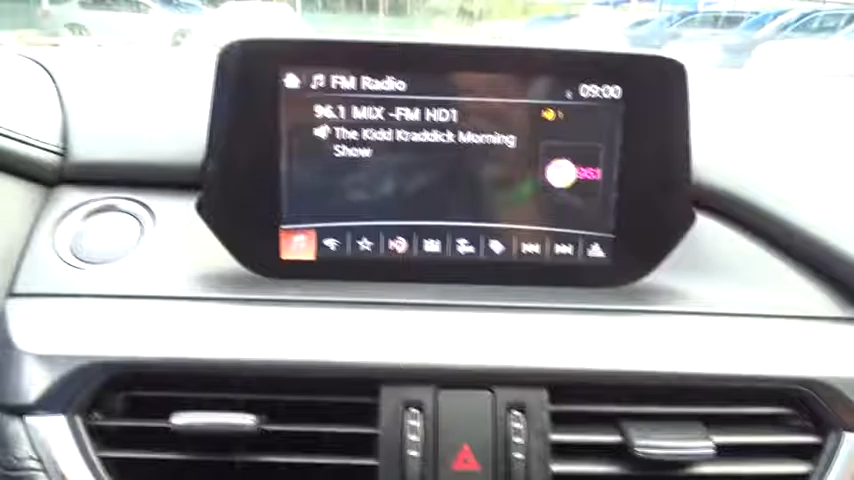 FM Radio
09:00
96.1 MIX -FM HD1
The Kidd Kraddick Morning
Show